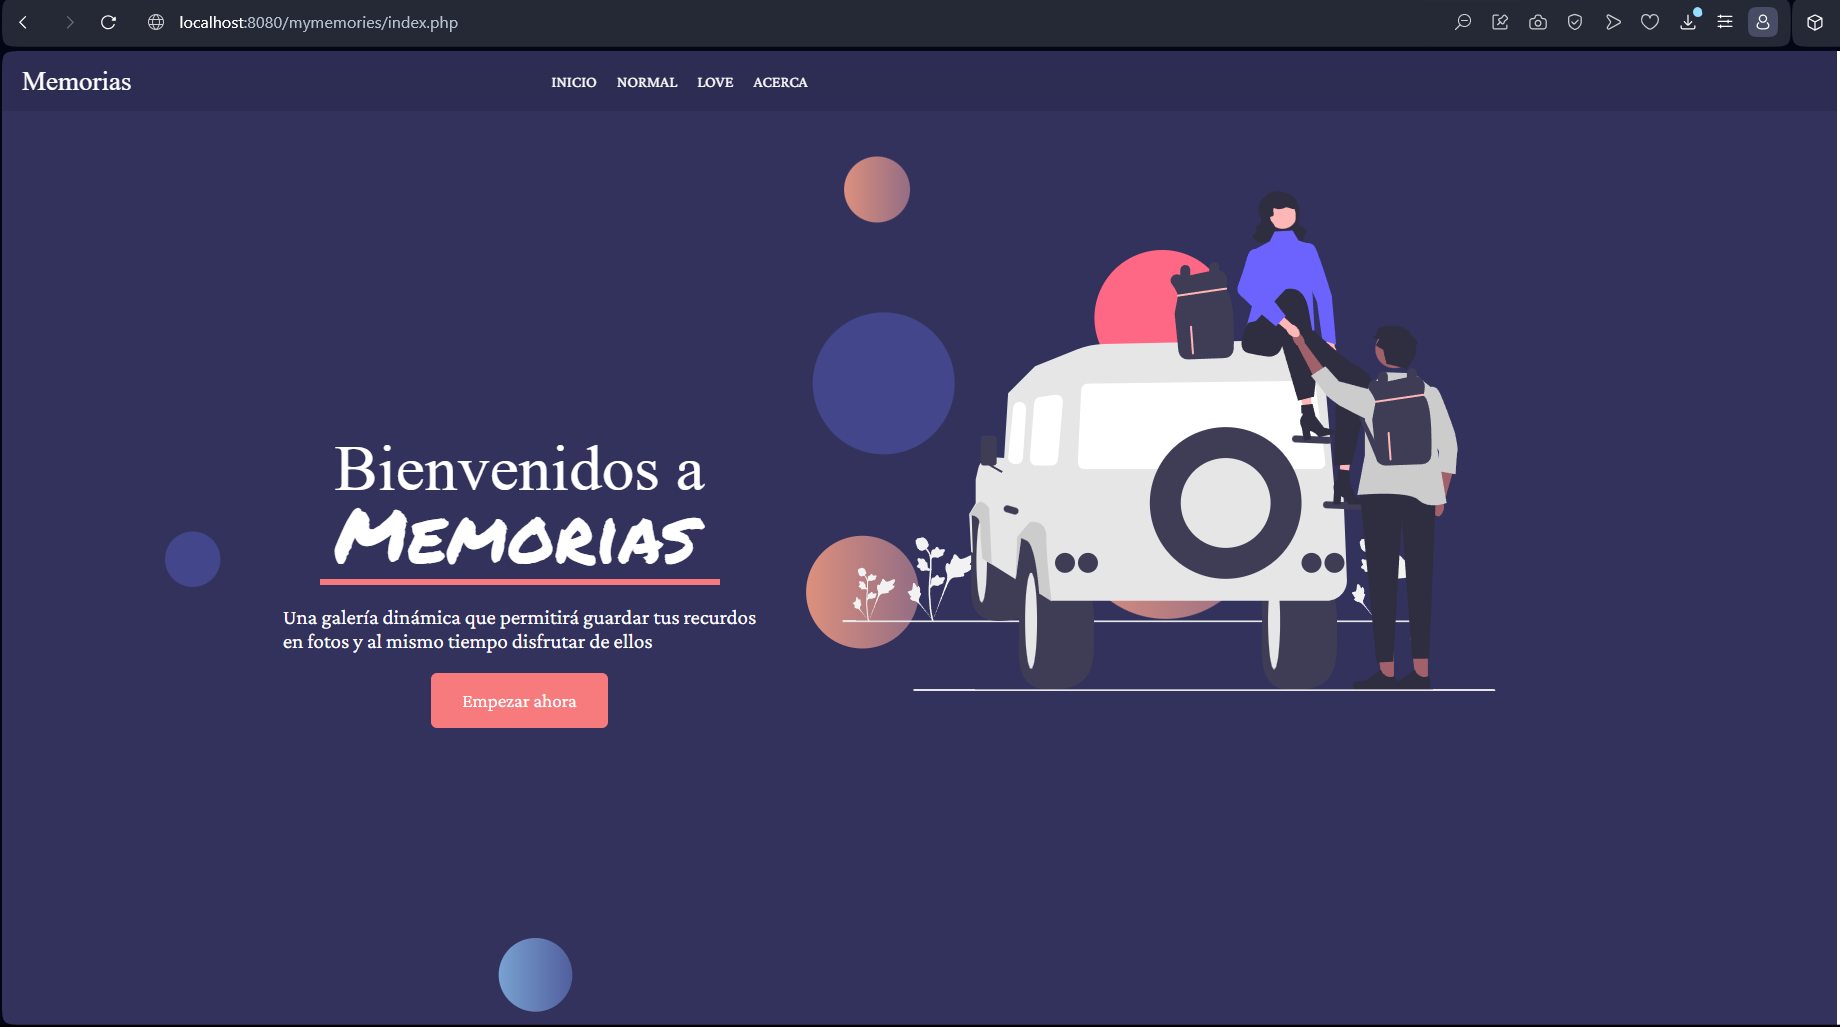 localhost:8080/mymemories/index.php
Memorias
INICIO NORMAL LOVE ACERCA
Bienvenidos a
MEMORIAS
Una galería dinámica que permitirá guardar tus recurdos
en fotos y al mismo tiempo disfrutar de ellos
Empezar ahora